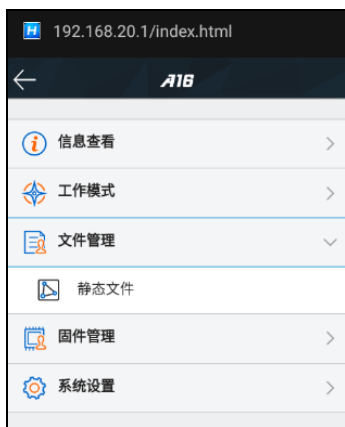 192.168.20.1/index.html
A16
信息查看
工作模式
文件管理
静态文件
固件管理
系统设置